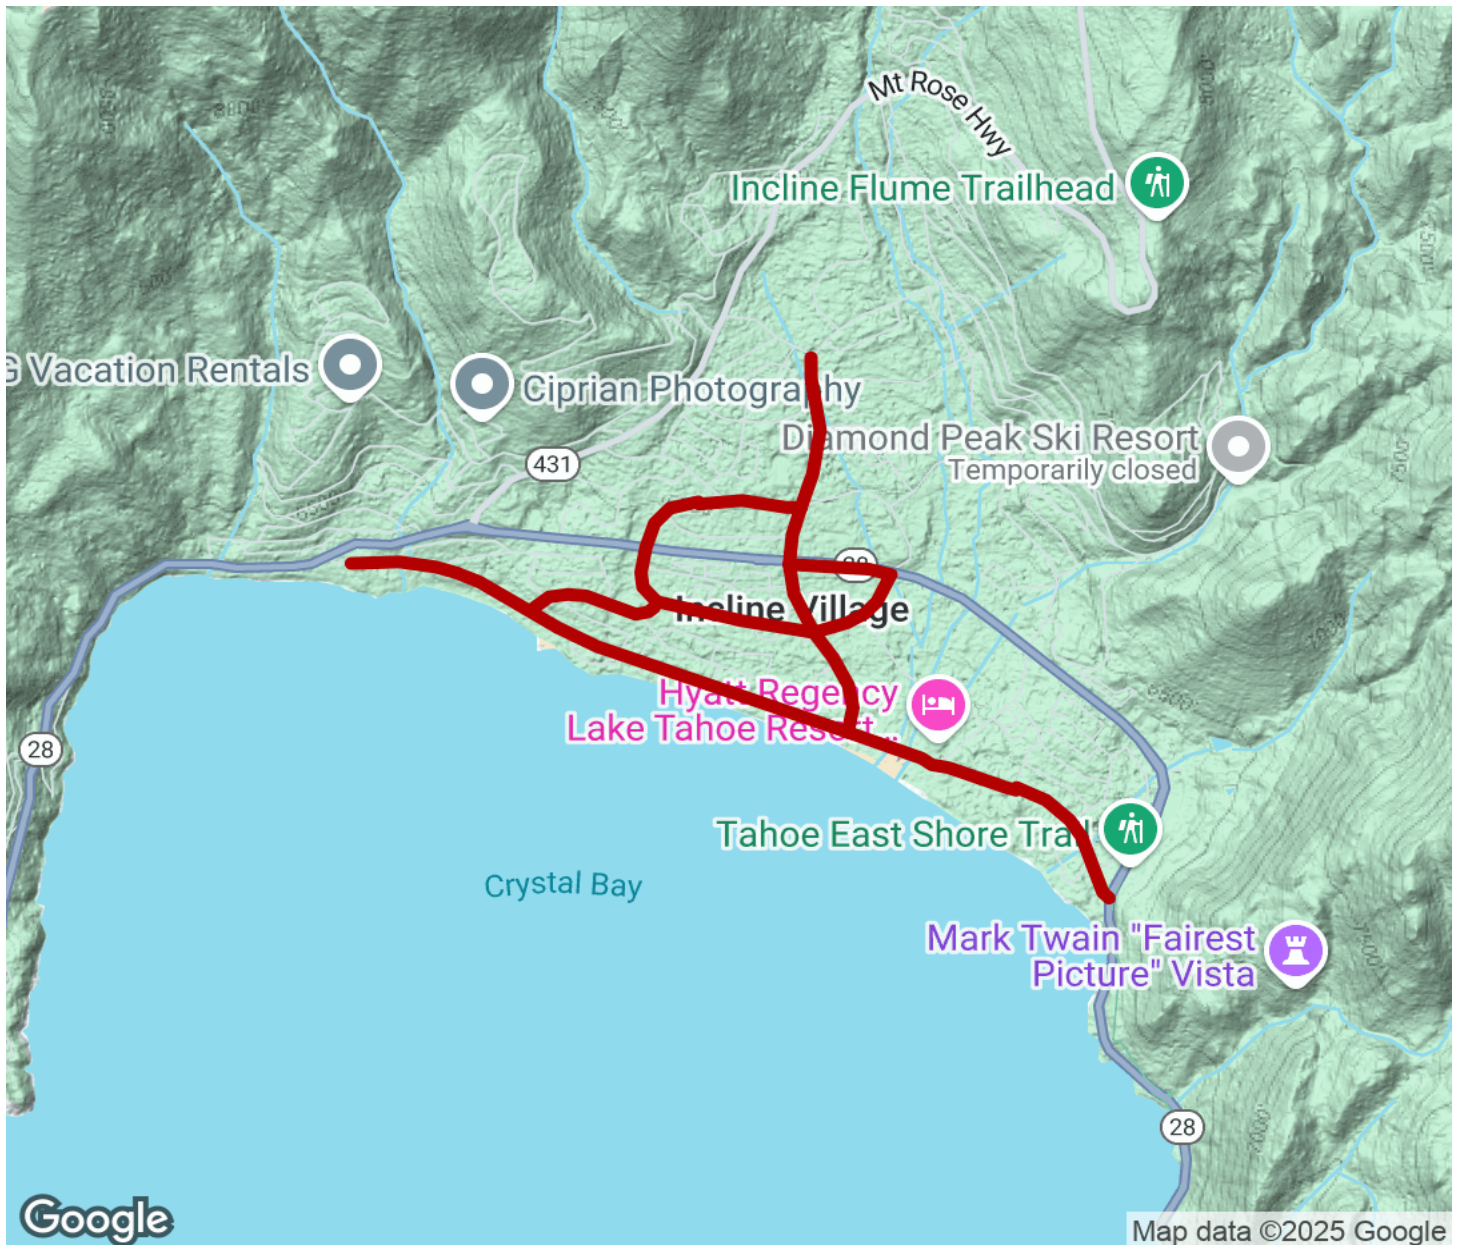 Mt Rose Hwy
Incline Flume Trailhead
G Vacation Rentals
Ciprian Photography
Diamond Peak Ski Resort
Temporarily closed
431
28
Incline Village
Hyatt Regency
Lake Tahoe Resort...
28
Tahoe East Shore Trail
Crystal Bay
Mark Twain "Fairest
Picture" Vista
28
Google
Map data ©2025 Google